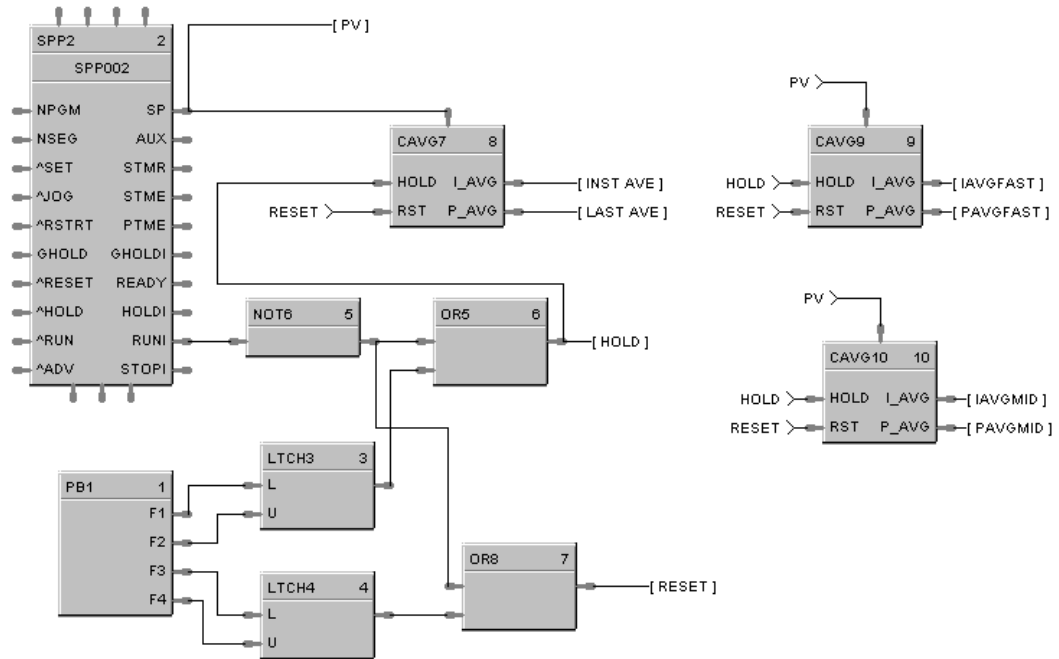 [ PV ]
SPP2 2
SPP002
NPGM SP
NSEG AUX
^SET STMR
^JOG STME
^RSTRT PTME
GHOLD GHOLDI
^RESET READY
^HOLD HOLDI
^RUN RUNI
^ADV STOPI
CAVG7 8
HOLD I_AVG [ INST AVE ]
RESET RST P_AVG [ LAST AVE ]
PV
CAVG9 9
HOLD HOLD I_AVG [ IAVGFAST ]
RESET RST P_AVG [ PAVGFAST ]
NOT6 5
OR5 6
[ HOLD ]
PV
CAVG10 10
HOLD HOLD I_AVG [ IAVGMID ]
RESET RST P_AVG [ PAVGMID ]
PB1 1
F1
F2
F3
F4
LTCH3 3
L
U
LTCH4 4
L
U
OR8 7
[ RESET ]